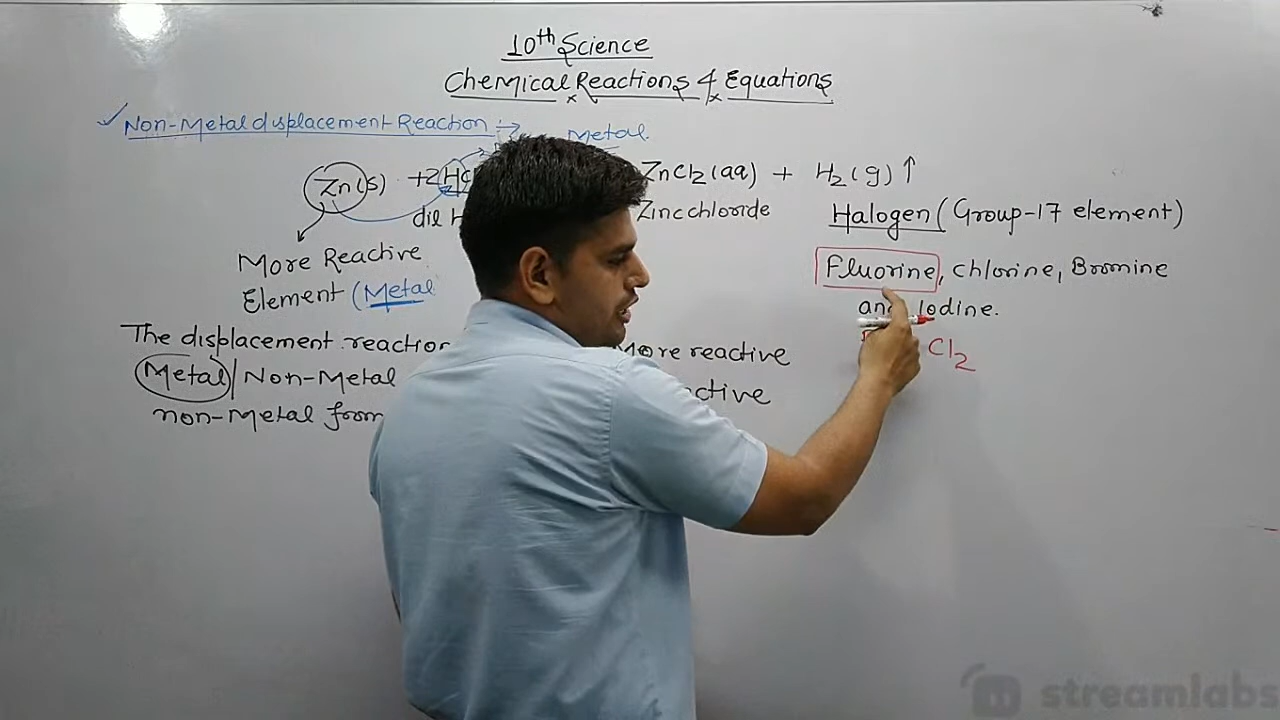 10th Science
Chemical Reactions & Equations
Non-Metal displacement Reaction →
Metal
Zn(s) +2HC ZnCl2(aq) + H2(g)↑
dil H Zinc chloride
Halogen (Group-17 element)
More Reactive
Element (Metal
Fluorine, Chlorine, Bromine
and Iodine.
Cl2
The displacement reaction More reactive
Metal/Non-Metal active
non-Metal from
streamlabs